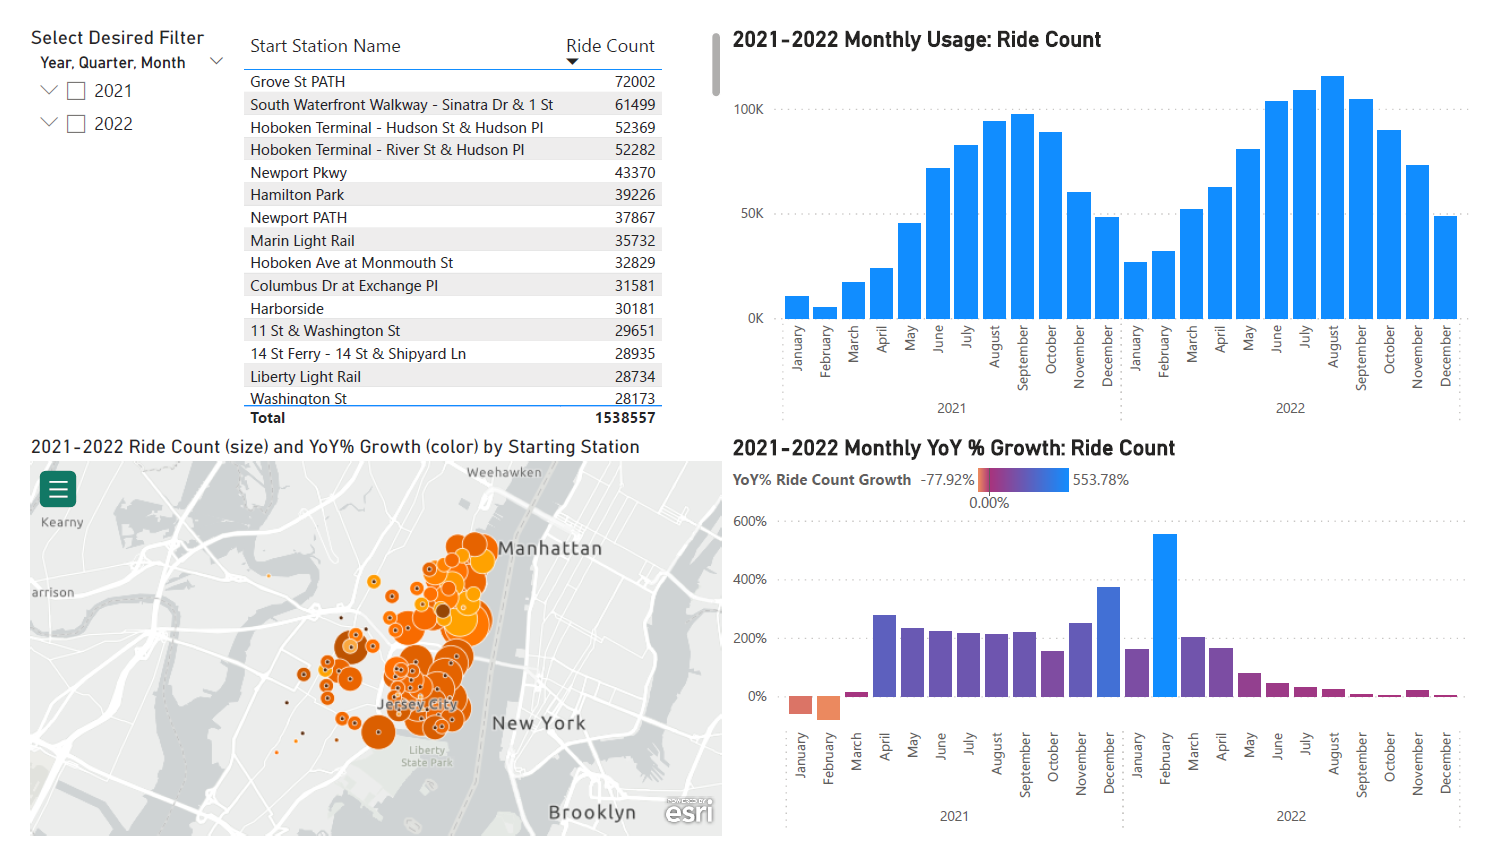 Select Desired Filter
Year, Quarter, Month
2021
2022
Start Station Name Ride Count
Grove St PATH 72002
South Waterfront Walkway - Sinatra Dr & 1 St 61499
Hoboken Terminal - Hudson St & Hudson Pl 52369
Hoboken Terminal - River St & Hudson Pl 52282
Newport Pkwy 43370
Hamilton Park 39226
Newport PATH 37867
Marin Light Rail 35732
Hoboken Ave at Monmouth St 32829
Columbus Dr at Exchange Pl 31581
Harborside 30181
11 St & Washington St 29651
14 St Ferry - 14 St & Shipyard Ln 28935
Liberty Light Rail 28734
Washington St 28173
Total 1538557
2021-2022 Monthly Usage: Ride Count
100K
50K
0K
January February March April May June July August September October November December January February March April May June July August September October November December
2021 2022
2021-2022 Ride Count (size) and YoY% Growth (color) by Starting Station
Weehawken
Kearny
Manhattan
arrison
Jersey City
New York
Liberty
State Park
Brooklyn
POWERED BY
esri
2021-2022 Monthly YoY % Growth: Ride Count
YoY% Ride Count Growth -77.92% 553.78%
0.00%
600%
400%
200%
0%
January February March April May June July August September October November December January February March April May June July August September October November December
2021 2022